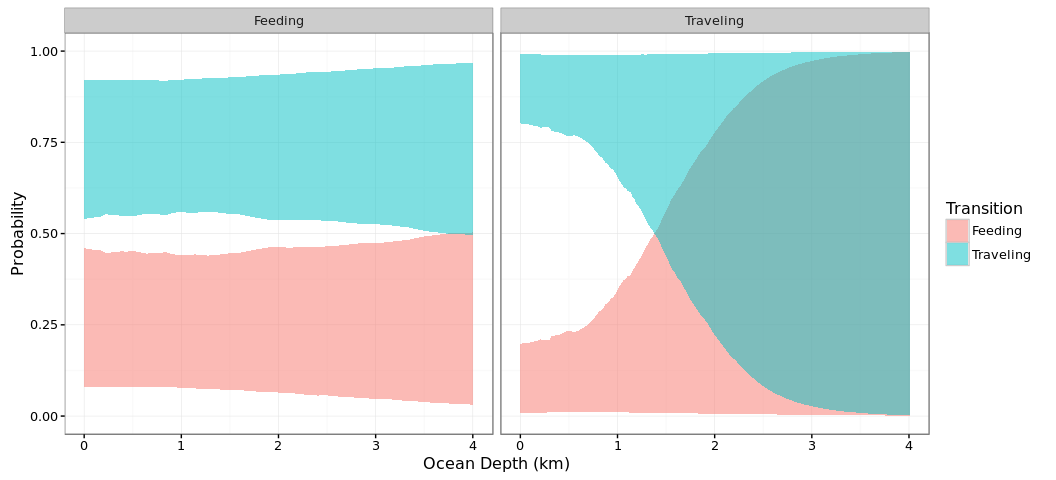 Feeding
Traveling
1.00
0.75
0.50
0.25
0.00
Probability
0 1 2 3 4
0 1 2 3 4
Ocean Depth (km)
Transition
Feeding
Traveling